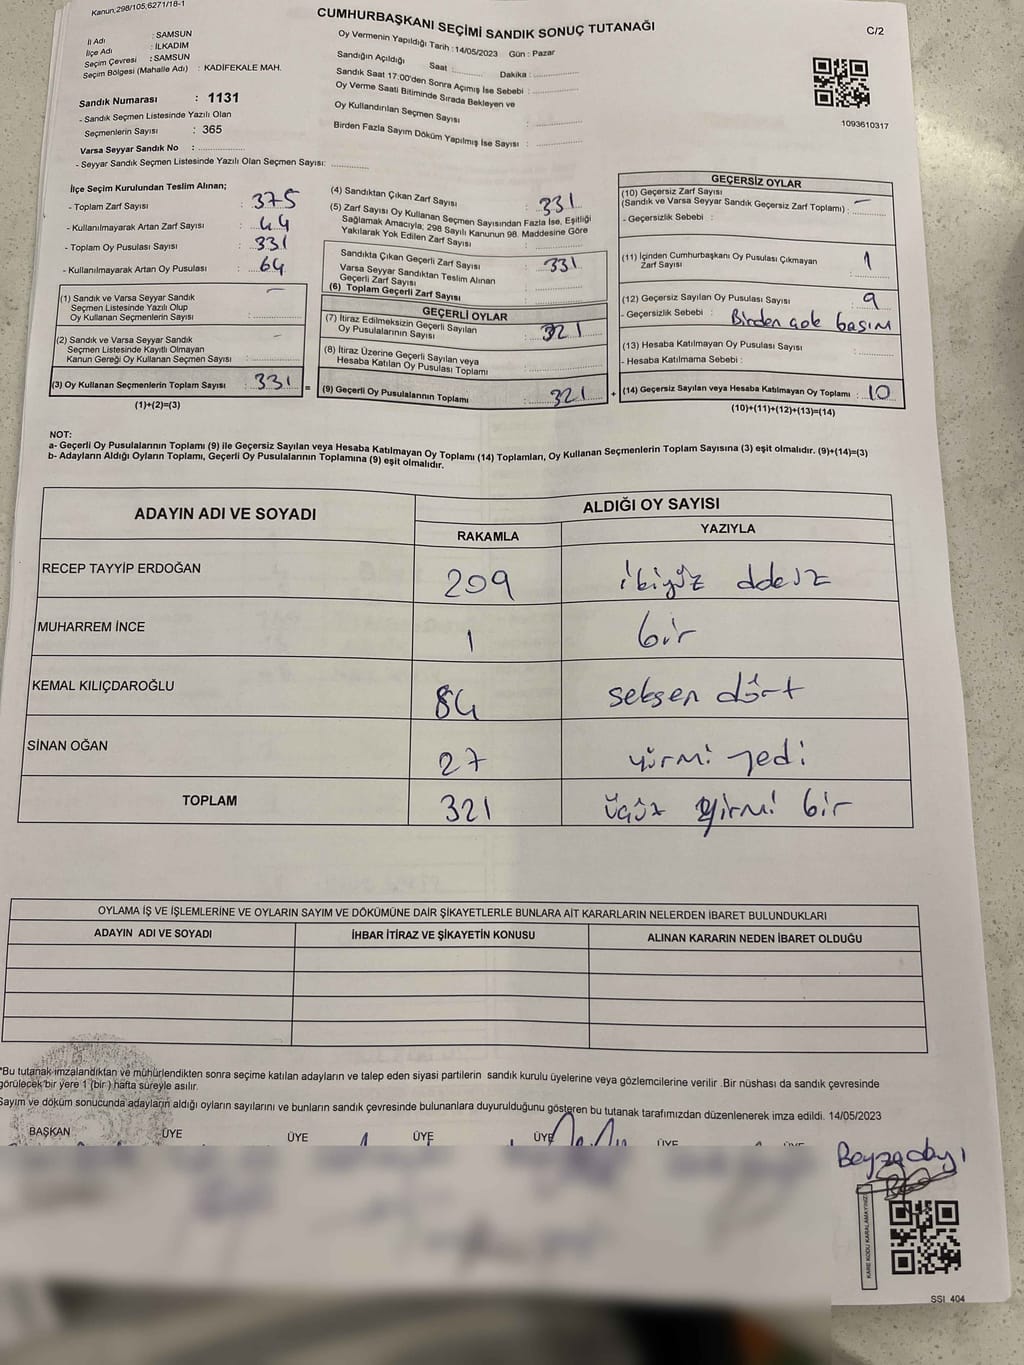 Kanun,298/105,6271/18-1
CUMHURBAŞKANI SEÇİMİ SANDIK SONUÇ TUTANAĞI
C/2
İl Adı : SAMSUN
İlçe Adı : İLKADIM
Seçim Çevresi : SAMSUN
Seçim Bölgesi (Mahalle Adı) : KADİFEKALE MAH.
Sandık Numarası : 1131
- Sandık Seçmen Listesinde Yazılı Olan
Seçmenlerin Sayısı : 365
Varsa Seyyar Sandık No :
- Seyyar Sandık Seçmen Listesinde Yazılı Olan Seçmen Sayısı:
Oy Vermenin Yapıldığı Tarih : 14/05/2023 Gün : Pazar
Sandığın Açıldığı Saat : Dakika :
Sandık Saat 17:00'den Sonra Açımış İse Sebebi :
Oy Verme Saati Bitiminde Sırada Bekleyen ve
Oy Kullandırılan Seçmen Sayısı :
Birden Fazla Sayım Döküm Yapılmış İse Sayısı :
1093610317
İlçe Seçim Kurulundan Teslim Alınan;
- Toplam Zarf Sayısı : 375
- Kullanılmayarak Artan Zarf Sayısı : 44
- Toplam Oy Pusulası Sayısı : 331
- Kullanılmayarak Artan Oy Pusulası : 64
(1) Sandık ve Varsa Seyyar Sandık
Seçmen Listesinde Yazılı Olup
Oy Kullanan Seçmenlerin Sayısı : —
(2) Sandık ve Varsa Seyyar Sandık
Seçmen Listesinde Kayıtlı Olmayan
Kanun Gereği Oy Kullanan Seçmen Sayısı : —
(3) Oy Kullanan Seçmenlerin Toplam Sayısı : 331 =
(1)+(2)=(3)
(4) Sandıktan Çıkan Zarf Sayısı : 331
(5) Zarf Sayısı Oy Kullanan Seçmen Sayısından Fazla İse, Eşitliği
Sağlamak Amacıyla; 298 Sayılı Kanunun 98. Maddesine Göre
Yakılarak Yok Edilen Zarf Sayısı :
Sandıkta Çıkan Geçerli Zarf Sayısı : 331
Varsa Seyyar Sandıktan Teslim Alınan
Geçerli Zarf Sayısı :
(6) Toplam Geçerli Zarf Sayısı :
GEÇERLİ OYLAR
(7) İtiraz Edilmeksizin Geçerli Sayılan
Oy Pusulalarının Sayısı : 321
(8) İtiraz Üzerine Geçerli Sayılan veya
Hesaba Katılan Oy Pusulası Toplamı :
(9) Geçerli Oy Pusulalarının Toplamı : 321 +
GEÇERSİZ OYLAR
(10) Geçersiz Zarf Sayısı
(Sandık ve Varsa Seyyar Sandık Geçersiz Zarf Toplamı) : —
- Geçersizlik Sebebi :
(11) İçinden Cumhurbaşkanı Oy Pusulası Çıkmayan
Zarf Sayısı : 1
(12) Geçersiz Sayılan Oy Pusulası Sayısı : 9
- Geçersizlik Sebebi : Birden çok basım
(13) Hesaba Katılmayan Oy Pusulası Sayısı :
- Hesaba Katılmama Sebebi :
(14) Geçersiz Sayılan veya Hesaba Katılmayan Oy Toplamı : 10
(10)+(11)+(12)+(13)=(14)
NOT:
a- Geçerli Oy Pusulalarının Toplamı (9) ile Geçersiz Sayılan veya Hesaba Katılmayan Oy Toplamı (14) Toplamları, Oy Kullanan Seçmenlerin Toplam Sayısına (3) eşit olmalıdır. (9)+(14)=(3)
b- Adayların Aldığı Oyların Toplamı, Geçerli Oy Pusulalarının Toplamına (9) eşit olmalıdır.
ADAYIN ADI VE SOYADI ALDIĞI OY SAYISI
RAKAMLA YAZIYLA
RECEP TAYYİP ERDOĞAN 209 ikiyüz
MUHARREM İNCE 1 bir
KEMAL KILIÇDAROĞLU 84 seksen dört
SİNAN OĞAN 27 yirmi yedi
TOPLAM 321 üçyüz yirmi bir
OYLAMA İŞ VE İŞLEMLERİNE VE OYLARIN SAYIM VE DÖKÜMÜNE DAİR ŞİKAYETLERLE BUNLARA AİT KARARLARIN NELERDEN İBARET BULUNDUKLARI
ADAYIN ADI VE SOYADI İHBAR İTİRAZ VE ŞİKAYETİN KONUSU ALINAN KARARIN NEDEN İBARET OLDUĞU
*Bu tutanak imzalandıktan ve mühürlendikten sonra seçime katılan adayların ve talep eden siyasi partilerin sandık kurulu üyelerine veya gözlemcilerine verilir .Bir nüshası da sandık çevresinde
görülecek bir yere 1 (bir ) hafta süreyle asılır.
Sayım ve döküm sonucunda adayların aldığı oyların sayılarını ve bunların sandık çevresinde bulunanlara duyurulduğunu gösteren bu tutanak tarafımızdan düzenlenerek imza edildi. 14/05/2023
BAŞKAN ÜYE ÜYE ÜYE ÜYE ÜYE
KARE KODU KARALAMAYINIZ
SSI_404